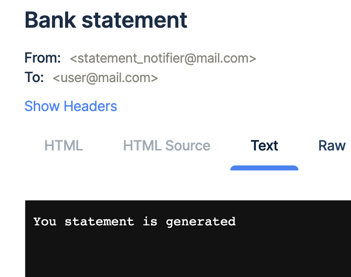 Bank statement
From: <statement_notifier@mail.com>
To: <user@mail.com>
Show Headers
HTML HTML Source Text Raw
You statement is generated